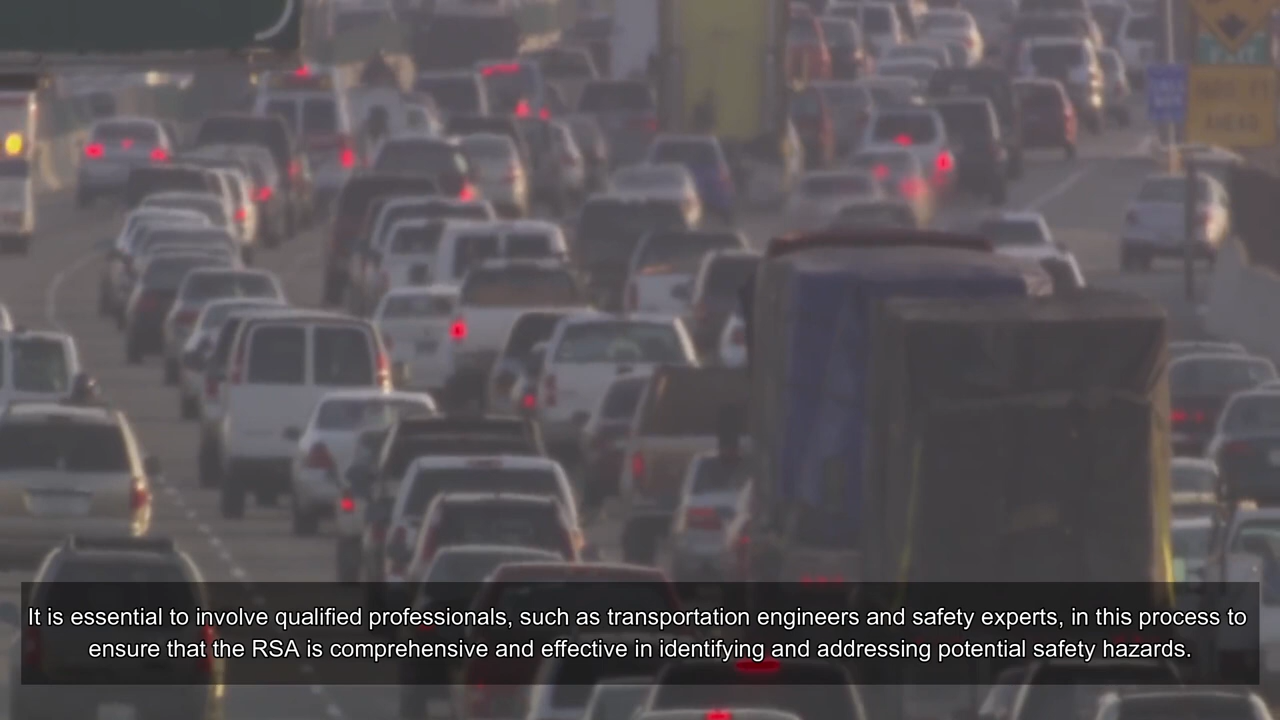 It is essential to involve qualified professionals, such as transportation engineers and safety experts, in this process to
ensure that the RSA is comprehensive and effective in identifying and addressing potential safety hazards.